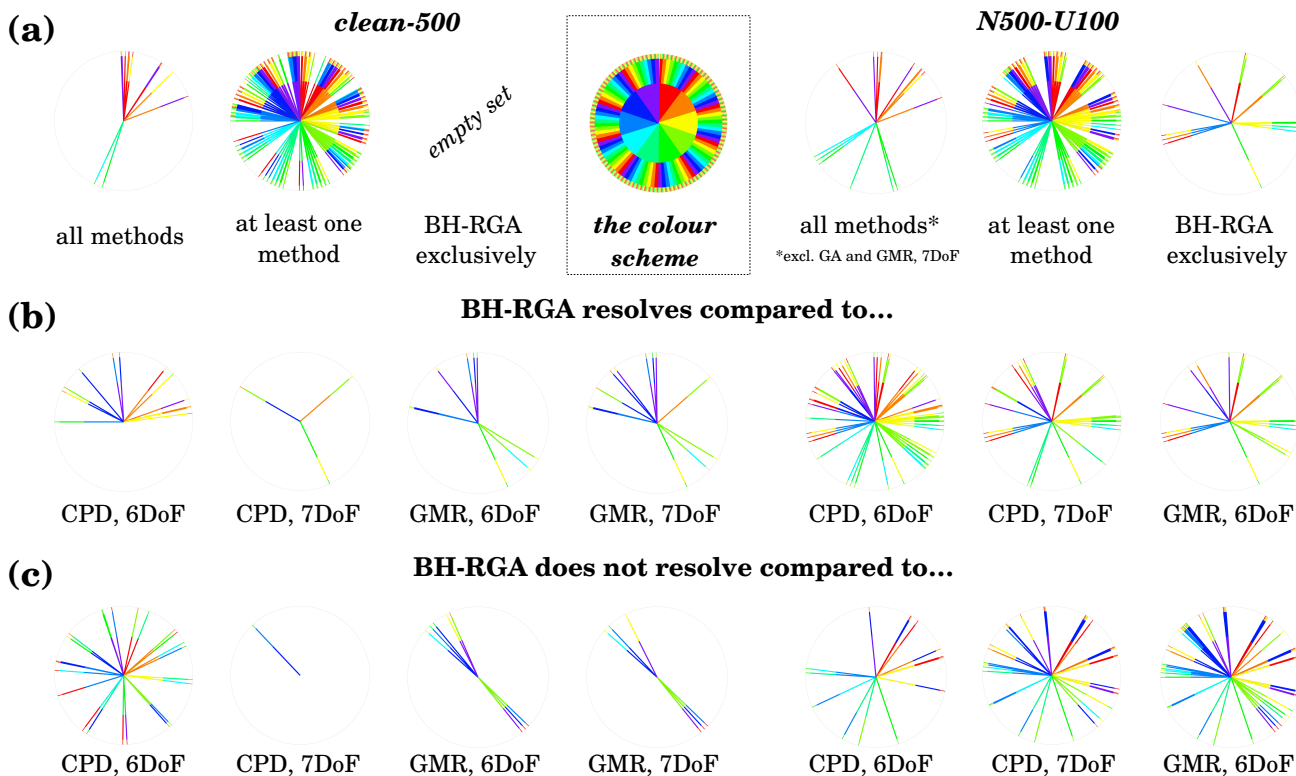 (a)
clean-500
N500-U100
empty set
all methods
at least one
method
BH-RGA
exclusively
the colour
scheme
all methods*
*excl. GA and GMR, 7DoF
at least one
method
BH-RGA
exclusively
(b)
BH-RGA resolves compared to...
CPD, 6DoF
CPD, 7DoF
GMR, 6DoF
GMR, 7DoF
CPD, 6DoF
CPD, 7DoF
GMR, 6DoF
(c)
BH-RGA does not resolve compared to...
CPD, 6DoF
CPD, 7DoF
GMR, 6DoF
GMR, 7DoF
CPD, 6DoF
CPD, 7DoF
GMR, 6DoF